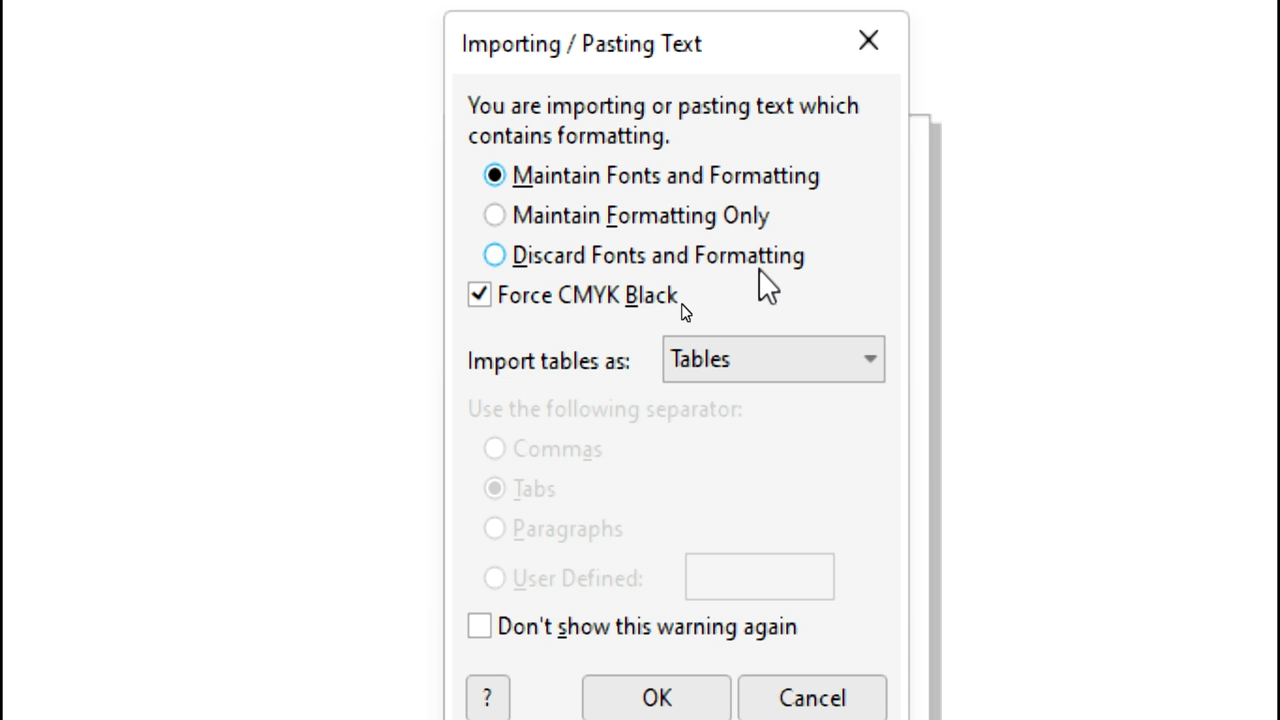 Importing / Pasting Text
You are importing or pasting text which
contains formatting.
Maintain Fonts and Formatting
Maintain Formatting Only
Discard Fonts and Formatting
Force CMYK Black
Import tables as: Tables
Use the following separator:
Commas
Tabs
Paragraphs
User Defined:
Don't show this warning again
? OK Cancel